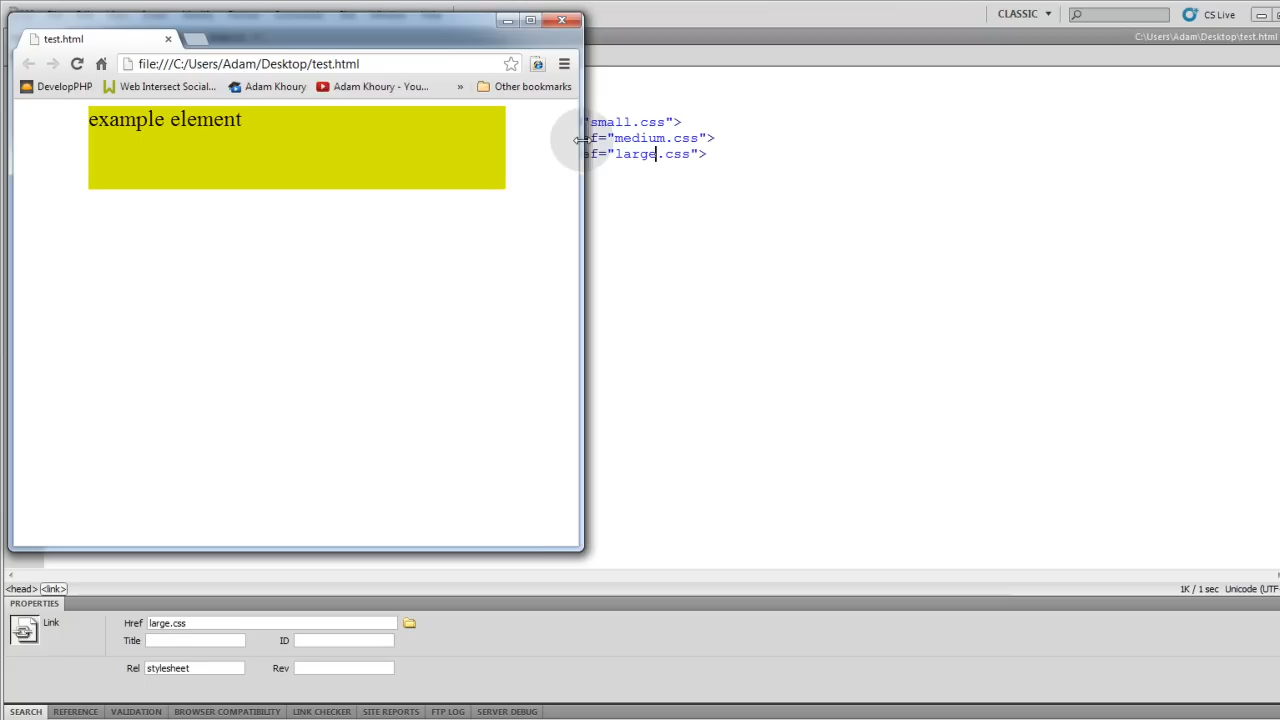 CLASSIC
CS Live
test.html
C:\Users\Adam\Desktop\test.html
file:///C:/Users/Adam/Desktop/test.html
DevelopPHP
Web Intersect Social...
Adam Khoury
Adam Khoury - You...
»
Other bookmarks
example element
"small.css">
ef="medium.css">
ef="large.css">
<head> <link>
1K / 1 sec Unicode (UTF-
PROPERTIES
Link
Href large.css
Title
ID
Rel stylesheet
Rev
SEARCH REFERENCE VALIDATION BROWSER COMPATIBILITY LINK CHECKER SITE REPORTS FTP LOG SERVER DEBUG